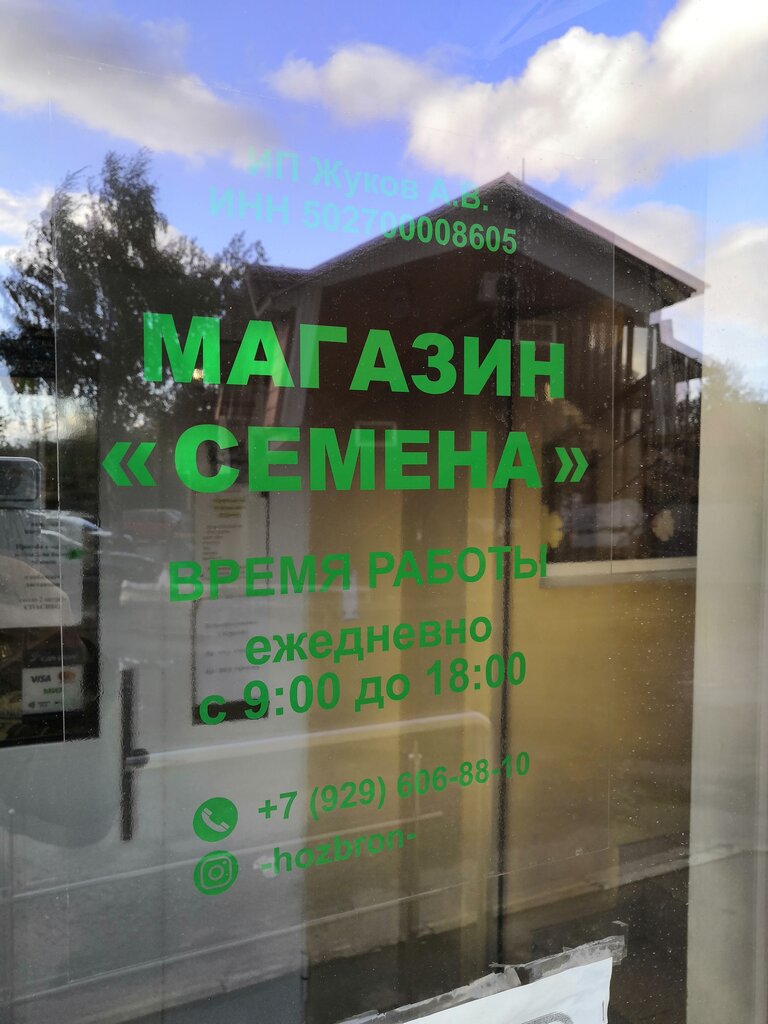 ИП Жуков А.В.
ИНН 502700008605
МАГАЗИН
«СЕМЕНА»
ВРЕМЯ РАБОТЫ
ежедневно
с 9:00 до 18:00
+7 (929) 606-88-10
-hozbron-
VISA